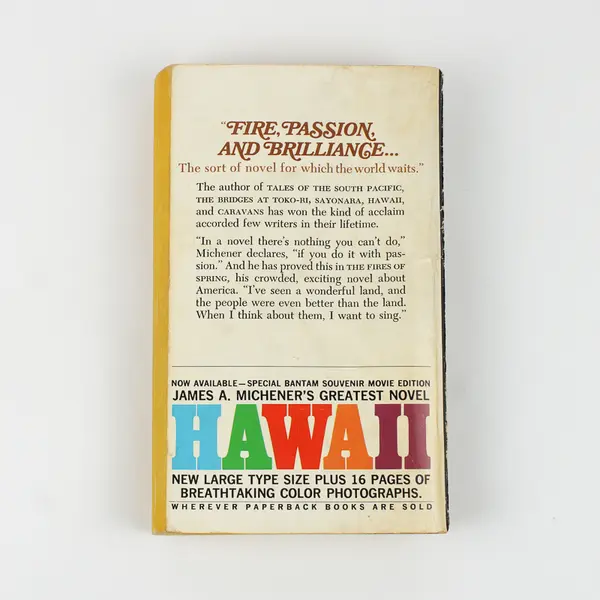 "FIRE, PASSION,
AND BRILLIANCE...
The sort of novel for which the world waits."
The author of TALES OF THE SOUTH PACIFIC,
THE BRIDGES AT TOKO-RI, SAYONARA, HAWAII,
and CARAVANS has won the kind of acclaim
accorded few writers in their lifetime.
"In a novel there's nothing you can't do,"
Michener declares, "if you do it with pas-
sion." And he has proved this in THE FIRES OF
SPRING, his crowded, exciting novel about
America. "I've seen a wonderful land, and
the people were even better than the land.
When I think about them, I want to sing."
NOW AVAILABLE—SPECIAL BANTAM SOUVENIR MOVIE EDITION
JAMES A. MICHENER'S GREATEST NOVEL
HAWAII
NEW LARGE TYPE SIZE PLUS 16 PAGES OF
BREATHTAKING COLOR PHOTOGRAPHS.
WHEREVER PAPERBACK BOOKS ARE SOLD